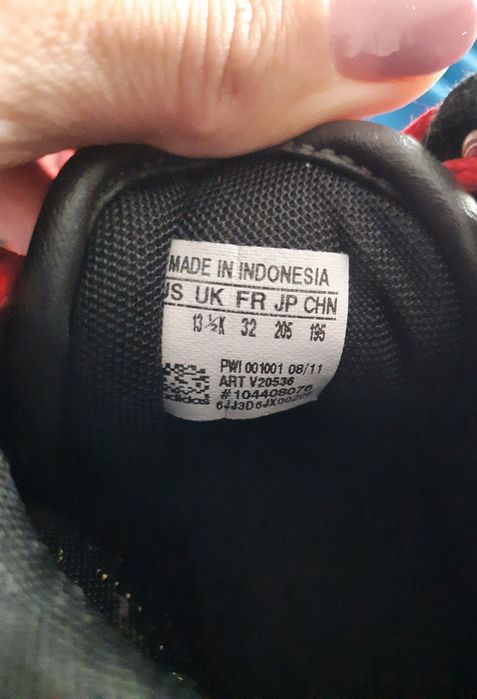 MADE IN INDONESIA
US UK FR JP CHN
13 ½K 32 205 195
PWI 001001 08/11
ART V20536
#104408076
adidas